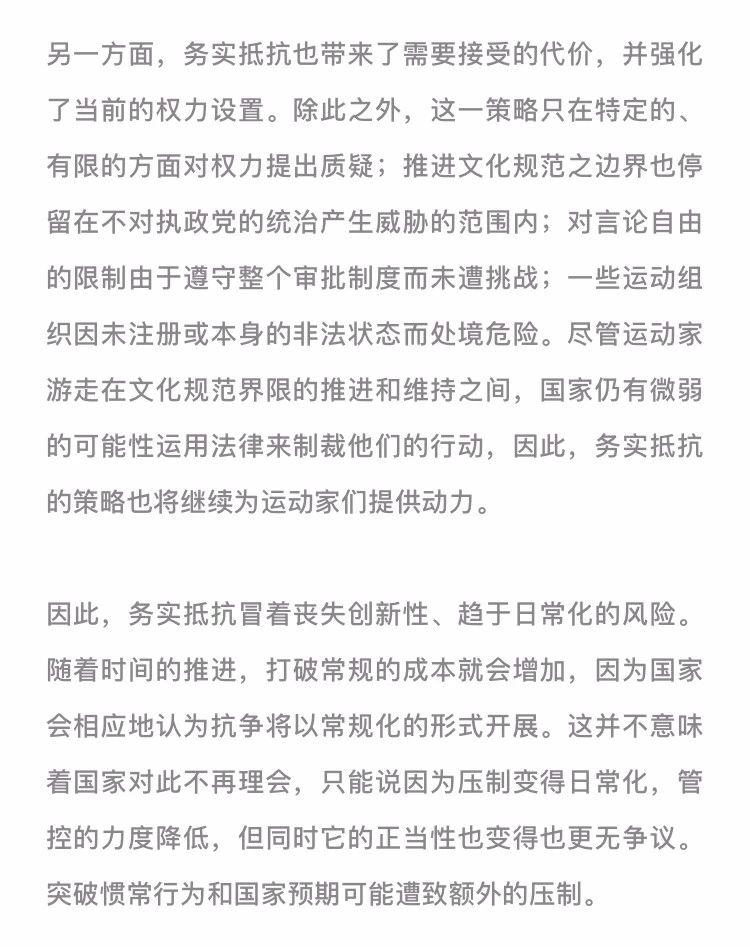 另一方面，务实抵抗也带来了需要接受的代价，并强化
了当前的权力设置。除此之外，这一策略只在特定的、
有限的方面对权力提出质疑；推进文化规范之边界也停
留在不对执政党的统治产生威胁的范围内；对言论自由
的限制由于遵守整个审批制度而未遭挑战；一些运动组
织因未注册或本身的非法状态而处境危险。尽管运动家
游走在文化规范界限的推进和维持之间，国家仍有微弱
的可能性运用法律来制裁他们的行动，因此，务实抵抗
的策略也将继续为运动家们提供动力。
因此，务实抵抗冒着丧失创新性、趋于日常化的风险。
随着时间的推进，打破常规的成本就会增加，因为国家
会相应地认为抗争将以常规化的形式开展。这并不意味
着国家对此不再理会，只能说因为压制变得日常化，管
控的力度降低，但同时它的正当性也变得也更无争议。
突破惯常行为和国家预期可能遭致额外的压制。